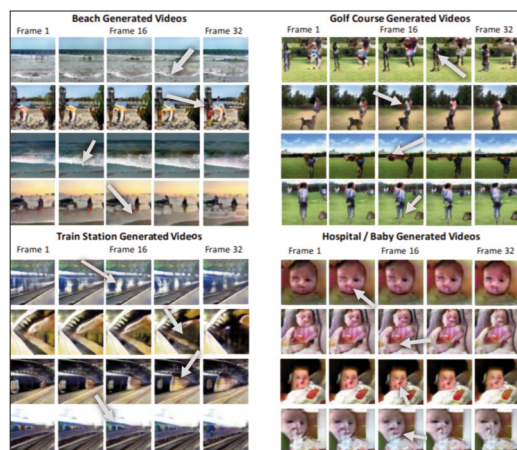 Beach Generated Videos
Frame 1 Frame 16 Frame 32
Golf Course Generated Videos
Frame 1 Frame 16 Frame 32
Train Station Generated Videos
Frame 1 Frame 16 Frame 32
Hospital / Baby Generated Videos
Frame 1 Frame 16 Frame 32